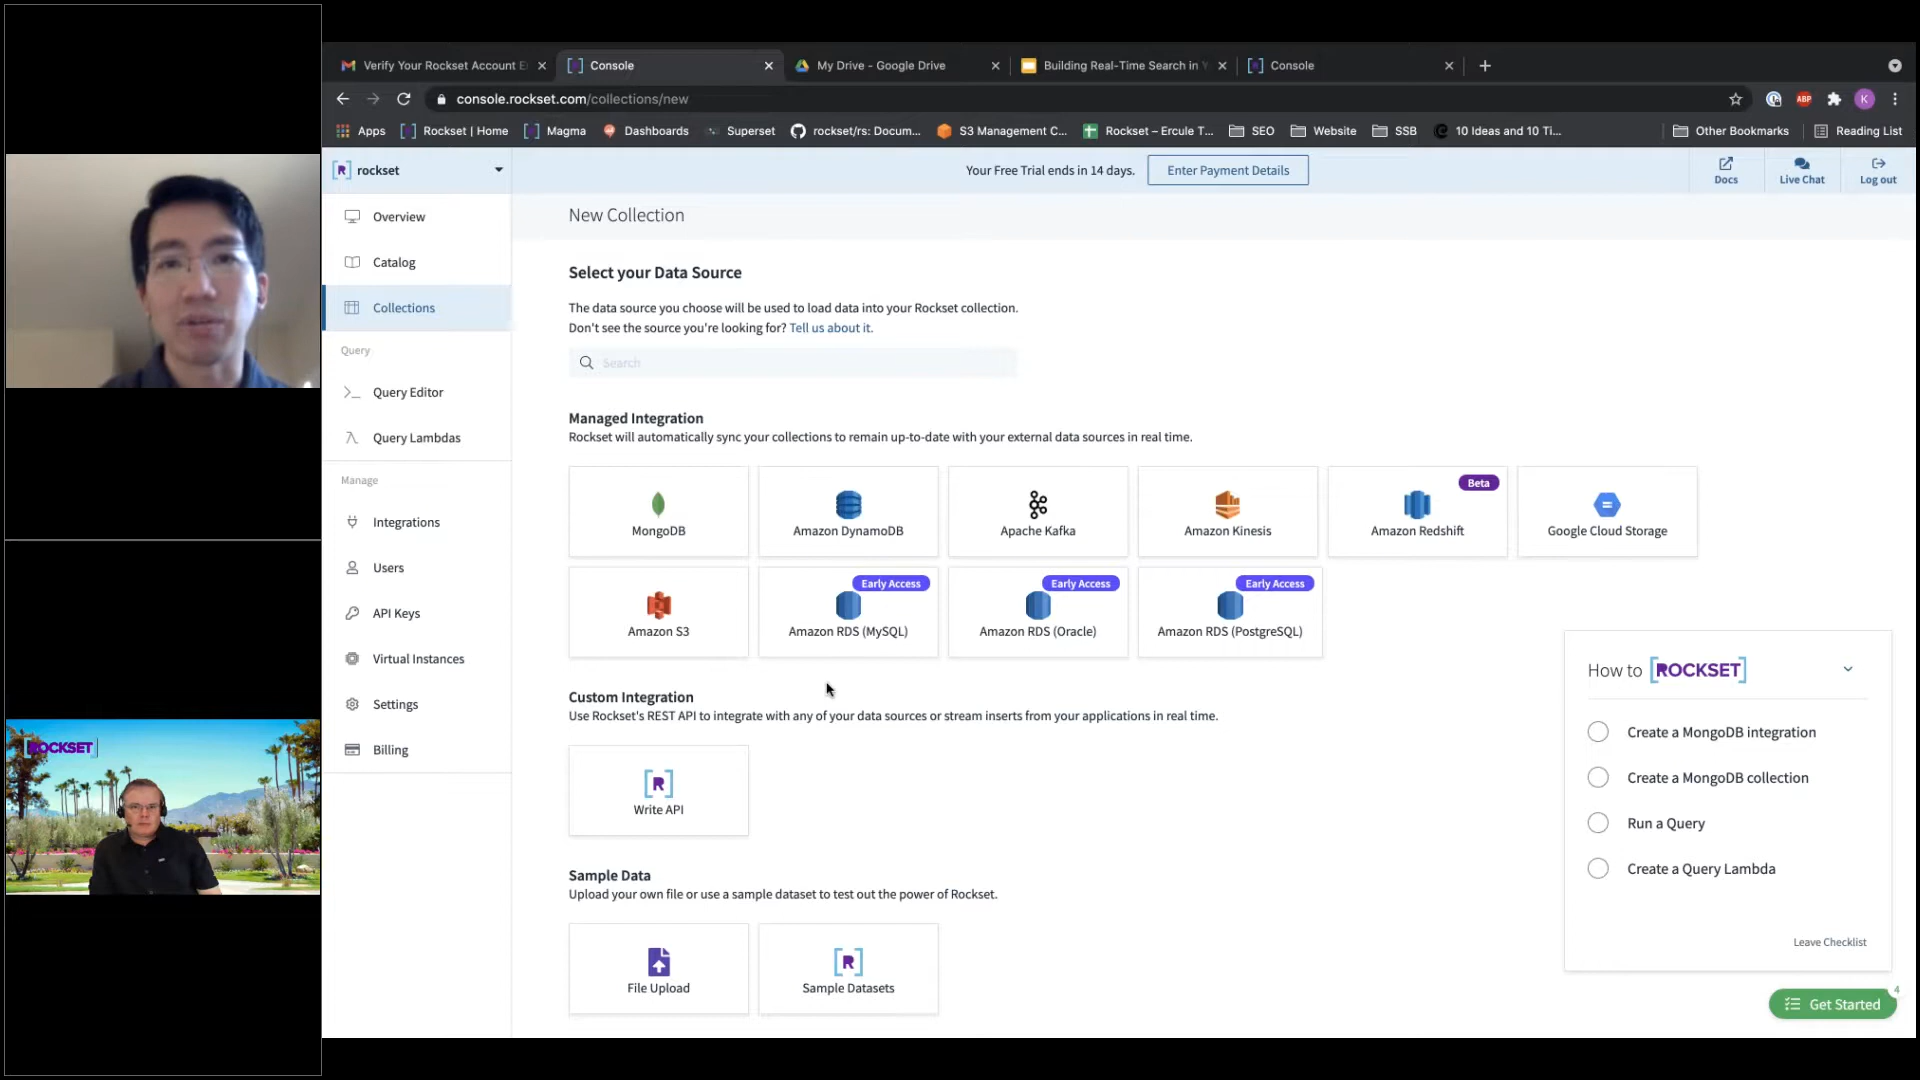 Verify Your Rockset Account E
Console
My Drive - Google Drive
Building Real-Time Search in Y
Console
console.rockset.com/collections/new
ABP
K
Apps
Rockset | Home
Magma
Dashboards
Superset
rockset/rs: Docum...
S3 Management C...
Rockset – Ercule T...
SEO
Website
SSB
10 Ideas and 10 Ti...
Other Bookmarks
Reading List
R
rockset
Your Free Trial ends in 14 days.
Enter Payment Details
Docs
Live Chat
Log out
Overview
Catalog
Collections
Query
Query Editor
Query Lambdas
Manage
Integrations
Users
API Keys
Virtual Instances
Settings
Billing
New Collection
Select your Data Source
The data source you choose will be used to load data into your Rockset collection.
Don't see the source you're looking for? Tell us about it.
Search
Managed Integration
Rockset will automatically sync your collections to remain up-to-date with your external data sources in real time.
MongoDB
Amazon DynamoDB
Apache Kafka
Amazon Kinesis
Beta
Amazon Redshift
Google Cloud Storage
Amazon S3
Early Access
Amazon RDS (MySQL)
Early Access
Amazon RDS (Oracle)
Early Access
Amazon RDS (PostgreSQL)
Custom Integration
Use Rockset's REST API to integrate with any of your data sources or stream inserts from your applications in real time.
[R]
Write API
Sample Data
Upload your own file or use a sample dataset to test out the power of Rockset.
File Upload
[R]
Sample Datasets
How to [ROCKSET]
Create a MongoDB integration
Create a MongoDB collection
Run a Query
Create a Query Lambda
Leave Checklist
4
Get Started
[ROCKSET]